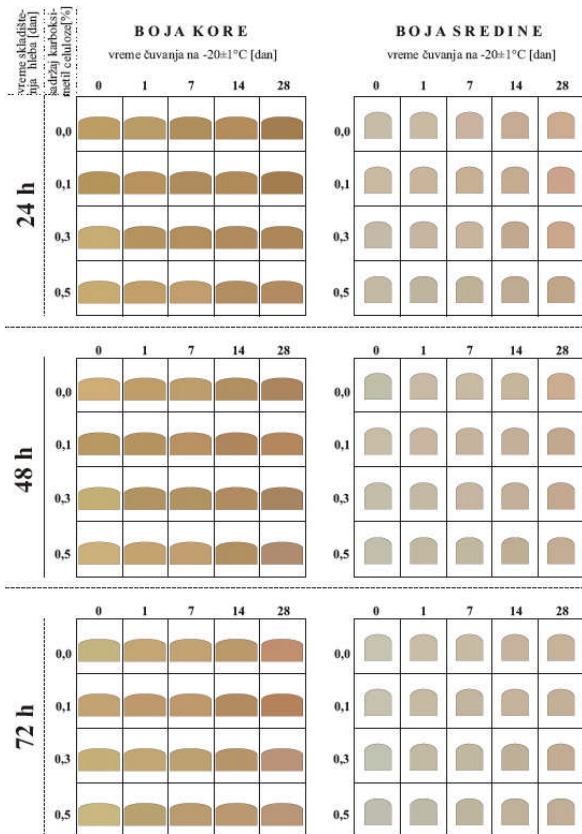 vreme skladište-
nja hleba [dan]
sadržaj karboksi-
metil celuloze[%]
BOJA KORE
vreme čuvanja na -20±1°C [dan]
BOJA SREDINE
vreme čuvanja na -20±1°C [dan]
0 1 7 14 28 0 1 7 14 28
24 h
0,0 0,0
0,1 0,1
0,3 0,3
0,5 0,5
0 1 7 14 28 0 1 7 14 28
48 h
0,0 0,0
0,1 0,1
0,3 0,3
0,5 0,5
0 1 7 14 28 0 1 7 14 28
72 h
0,0 0,0
0,1 0,1
0,3 0,3
0,5 0,5